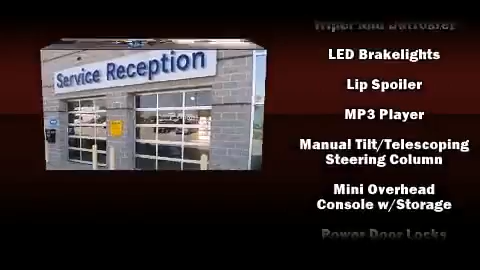 Service Reception
LED Brakelights
Lip Spoiler
MP3 Player
Manual Tilt/Telescoping
Steering Column
Mini Overhead
Console w/Storage
Power Door Locks